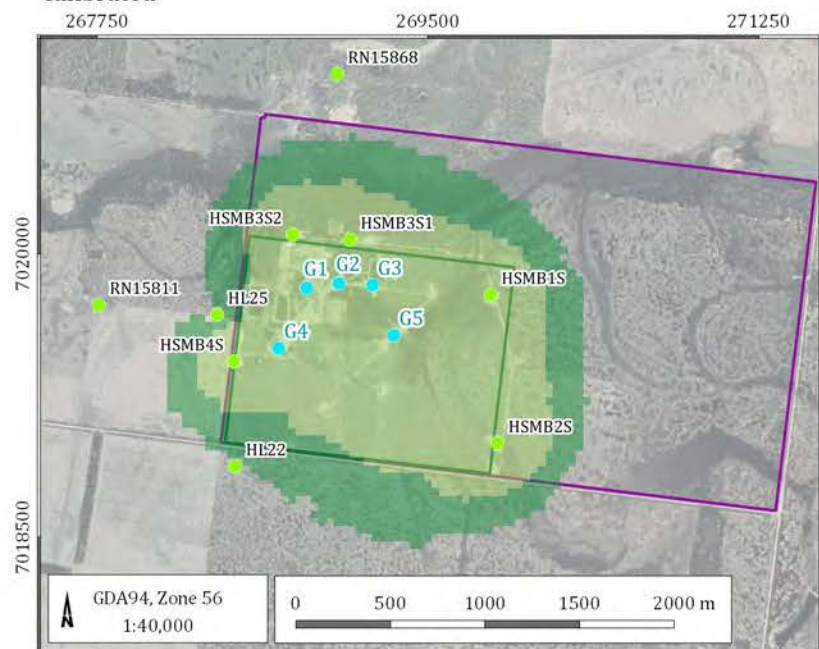 267750
269500
271250
RN15868
HSMB3S2
HSMB3S1
7020000
G1
G2
G3
HSMB1S
RN15811
HL25
G4
G5
HSMB4S
HSMB2S
HL22
7018500
GDA94, Zone 56
1:40,000
0
500
1000
1500
2000 m